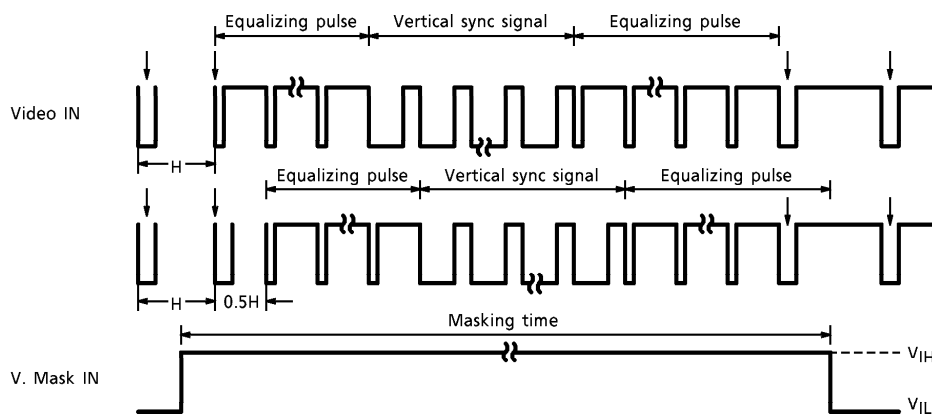 Equalizing pulse Vertical sync signal Equalizing pulse
Video IN
H
Equalizing pulse Vertical sync signal Equalizing pulse
H 0.5H
Masking time
V. Mask IN
VIH
VIL